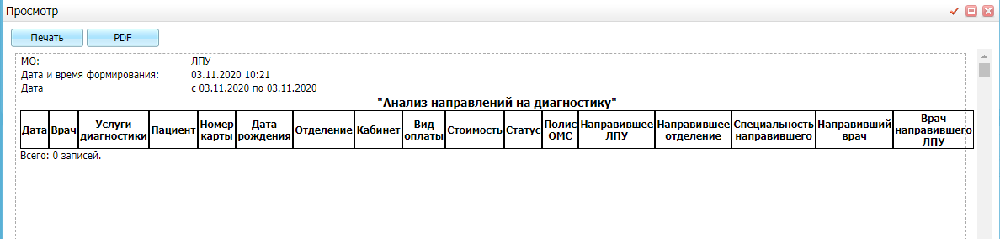 Просмотр
Печать PDF
МО: ЛПУ
Дата и время формирования: 03.11.2020 10:21
Дата с 03.11.2020 по 03.11.2020
"Анализ направлений на диагностику"
Дата Врач Услуги диагностики Пациент Номер карты Дата рождения Отделение Кабинет Вид оплаты Стоимость Статус Полис ОМС Направившее ЛПУ Направившее отделение Специальность направившего Направивший врач Врач направившего ЛПУ
Всего: 0 записей.